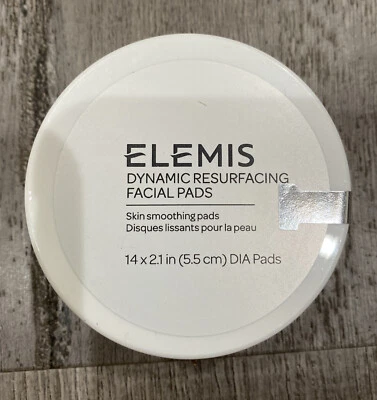 ELEMIS
DYNAMIC RESURFACING
FACIAL PADS
Skin smoothing pads
Disques lissants pour la peau
14 x 2.1 in (5.5 cm) DIA Pads